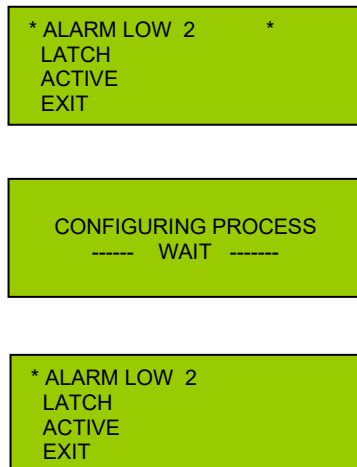 * ALARM LOW  2          *
LATCH
ACTIVE
EXIT
CONFIGURING PROCESS
------   WAIT   -------
* ALARM LOW  2
LATCH
ACTIVE
EXIT